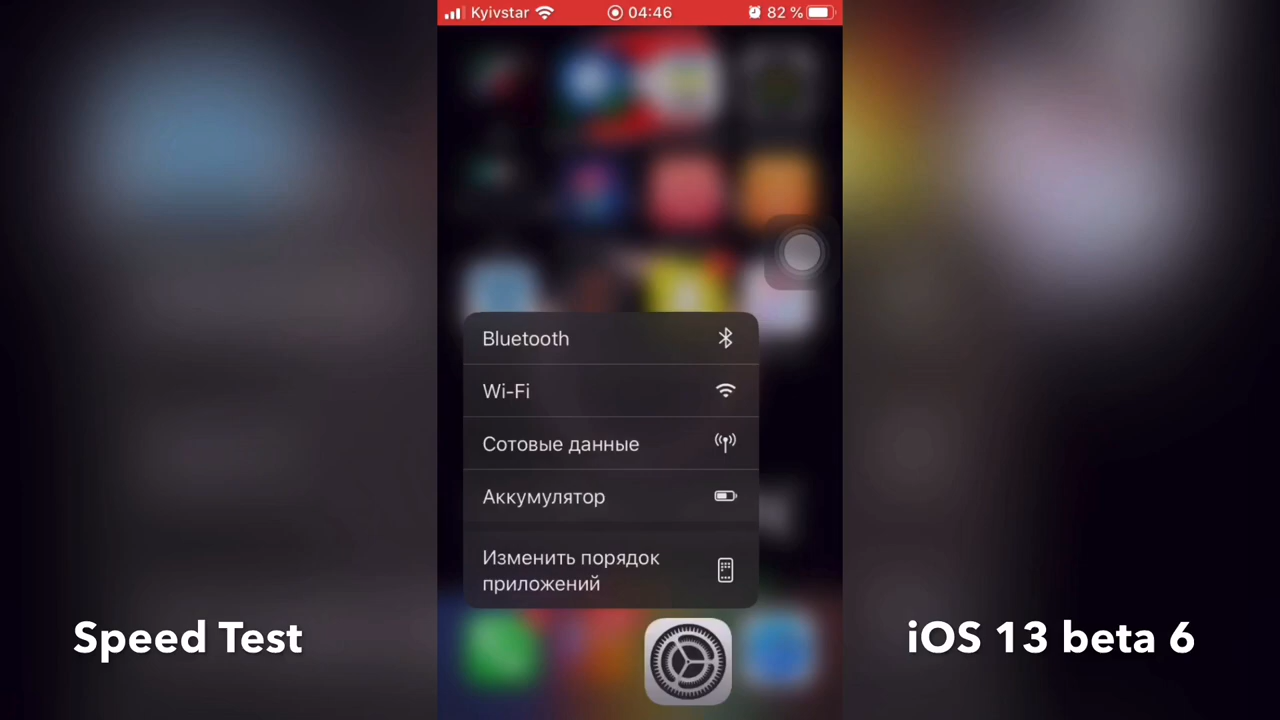 Kyivstar 04:46 82 %
Bluetooth
Wi-Fi
Сотовые данные
Аккумулятор
Изменить порядок
приложений
Speed Test
iOS 13 beta 6